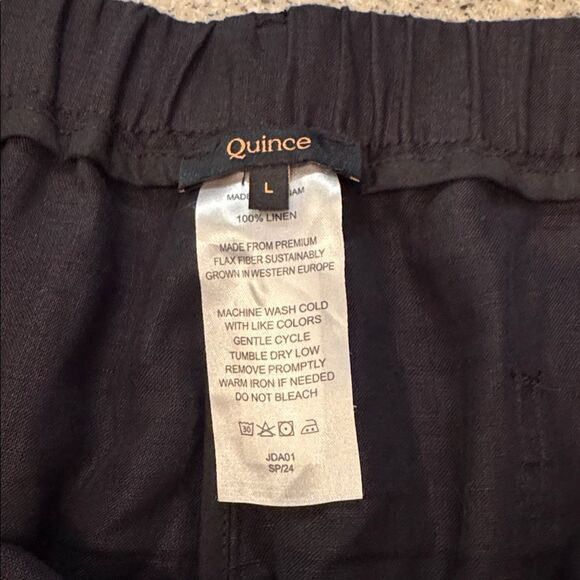 Quince
L
MADE
100% LINEN
MADE FROM PREMIUM
FLAX FIBER SUSTAINABLY
GROWN IN WESTERN EUROPE
MACHINE WASH COLD
WITH LIKE COLORS
GENTLE CYCLE
TUMBLE DRY LOW
REMOVE PROMPTLY
WARM IRON IF NEEDED
DO NOT BLEACH
30
JDA01
SP/24